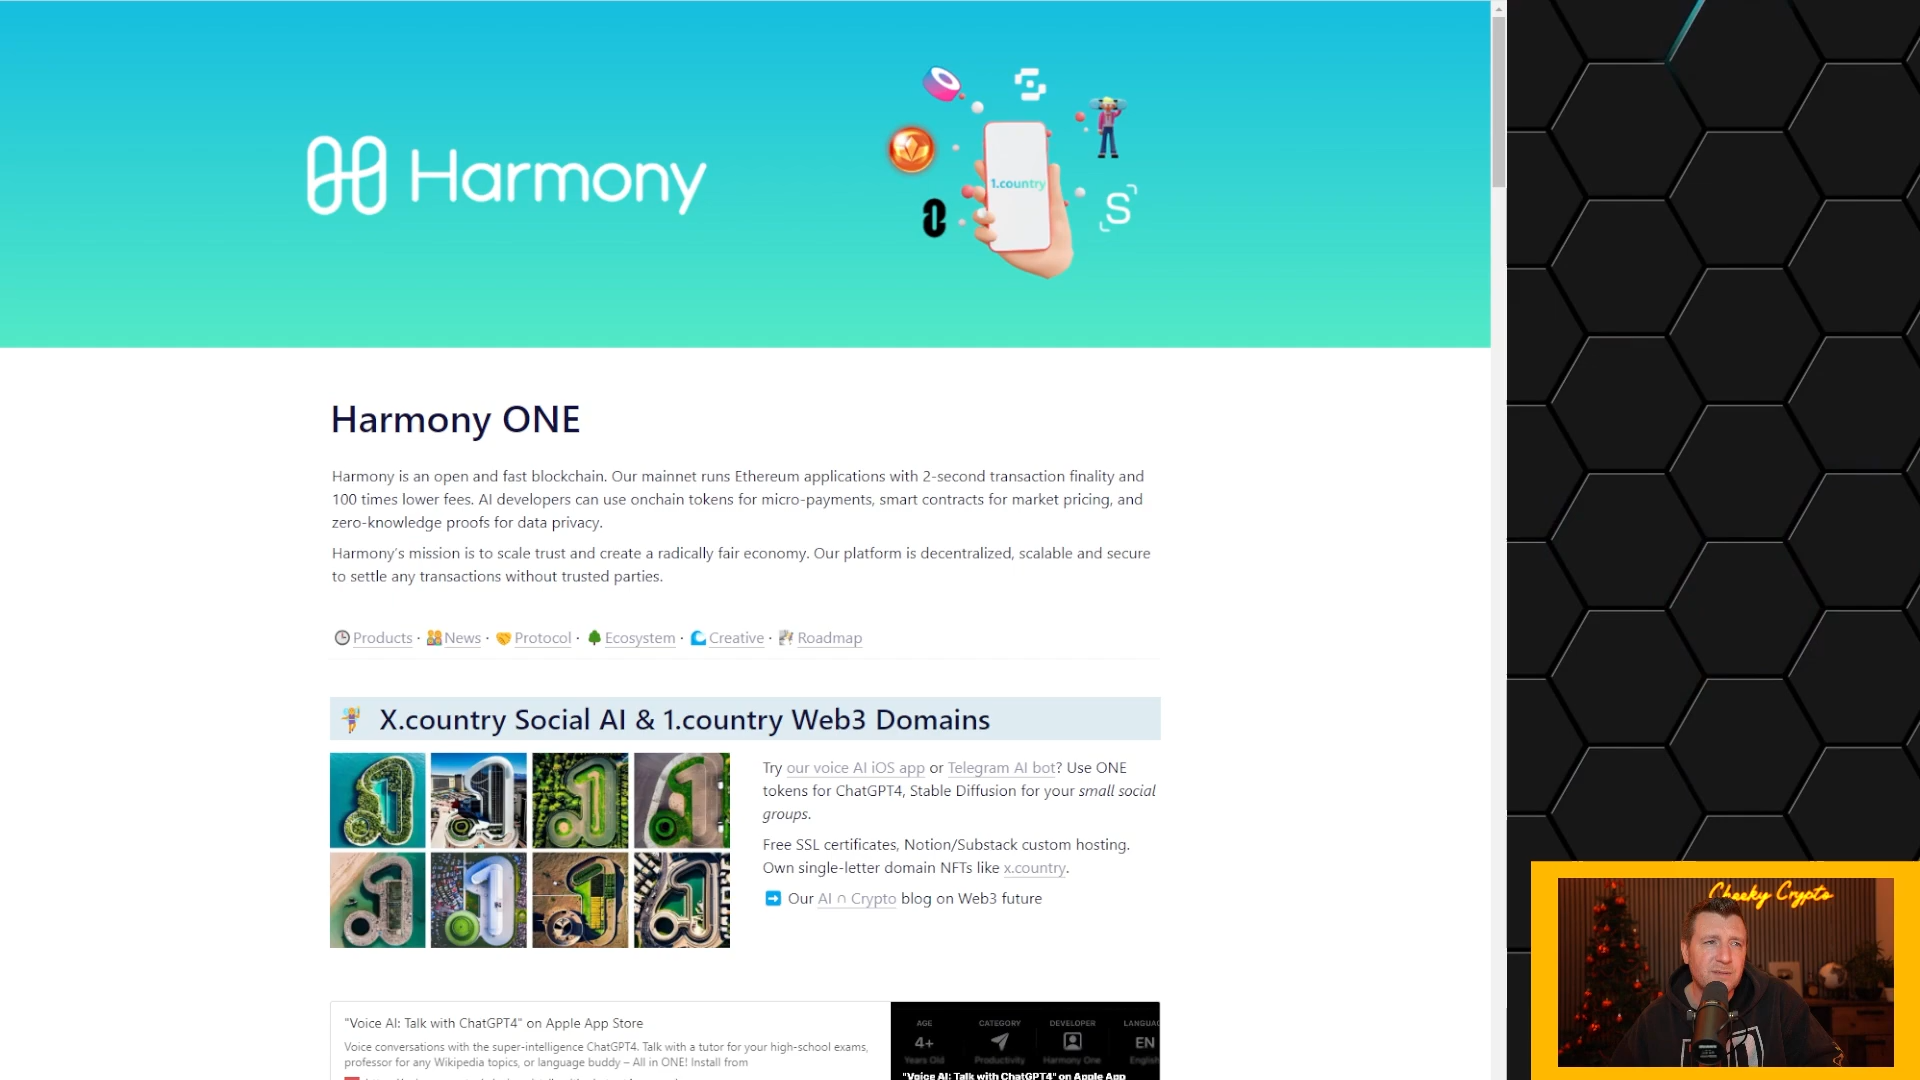 Harmony
1.country
S
Harmony ONE
Harmony is an open and fast blockchain. Our mainnet runs Ethereum applications with 2-second transaction finality and
100 times lower fees. AI developers can use onchain tokens for micro-payments, smart contracts for market pricing, and
zero-knowledge proofs for data privacy.
Harmony's mission is to scale trust and create a radically fair economy. Our platform is decentralized, scalable and secure
to settle any transactions without trusted parties.
Products · News · Protocol · Ecosystem · Creative · Roadmap
X.country Social AI & 1.country Web3 Domains
Try our voice AI iOS app or Telegram AI bot? Use ONE
tokens for ChatGPT4, Stable Diffusion for your small social
groups.
Free SSL certificates, Notion/Substack custom hosting.
Own single-letter domain NFTs like x.country.
Our AI ∩ Crypto blog on Web3 future
"Voice AI: Talk with ChatGPT4" on Apple App Store
Voice conversations with the super-intelligence ChatGPT4. Talk with a tutor for your high-school exams,
professor for any Wikipedia topics, or language buddy – All in ONE! Install from
AGE CATEGORY DEVELOPER LANGUAG
4+ EN
Years Old Productivity Harmony One English
"Voice AI: Talk with ChatGPT4" on Apple App
Cheeky Crypto